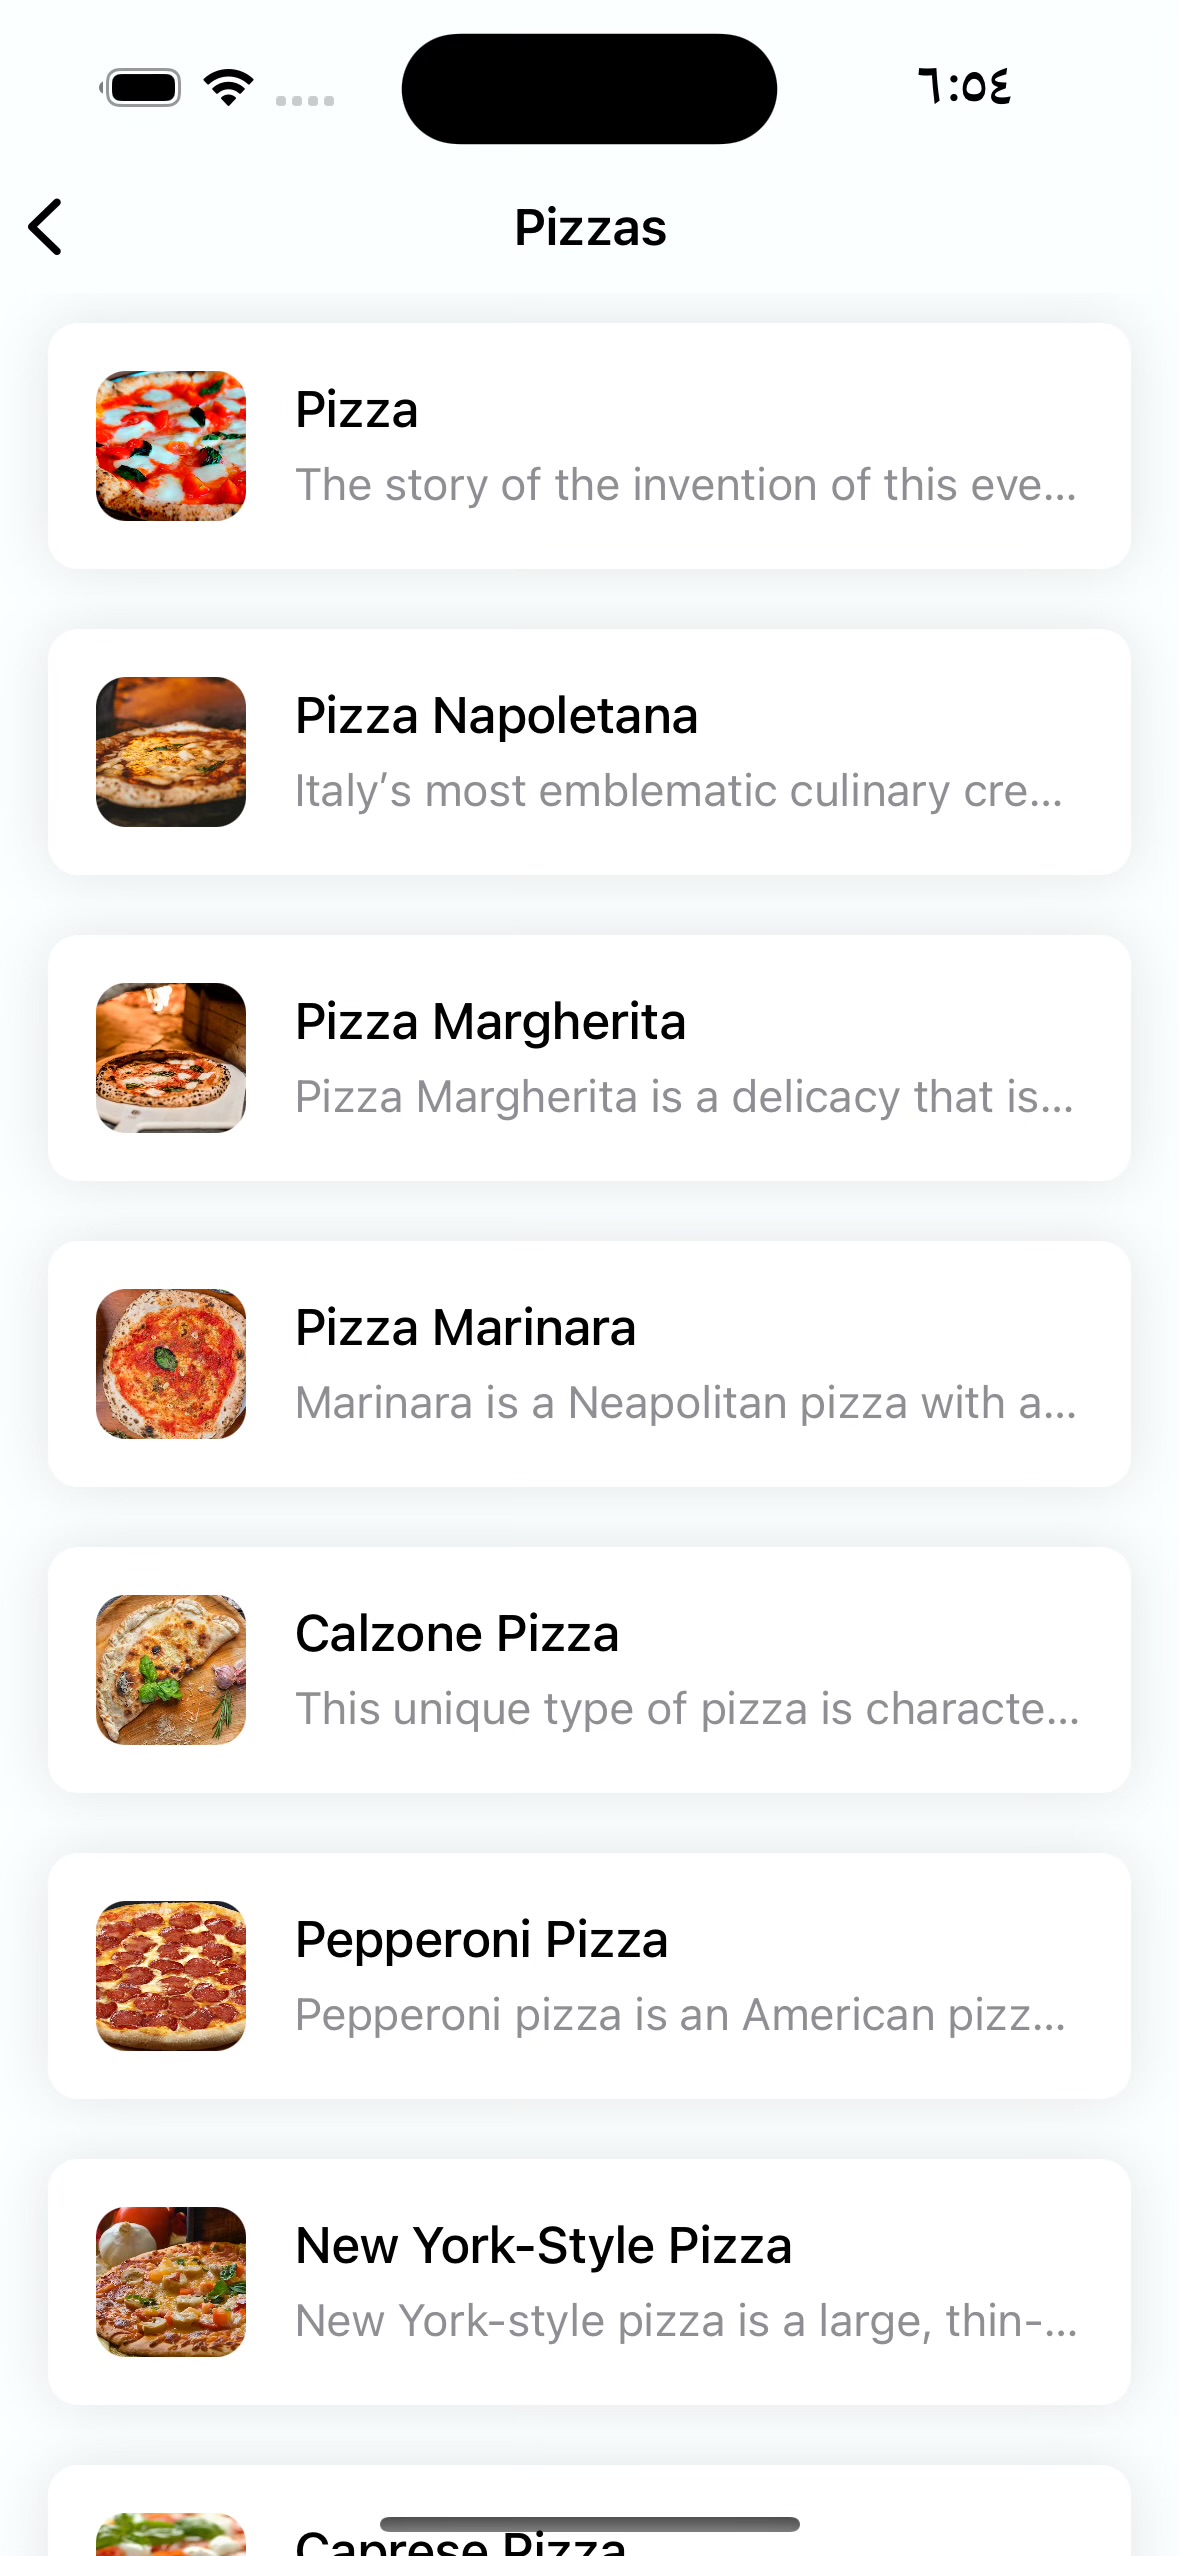 ٦:٥٤
Pizzas
Pizza
The story of the invention of this eve...
Pizza Napoletana
Italy’s most emblematic culinary cre...
Pizza Margherita
Pizza Margherita is a delicacy that is...
Pizza Marinara
Marinara is a Neapolitan pizza with a...
Calzone Pizza
This unique type of pizza is characte...
Pepperoni Pizza
Pepperoni pizza is an American pizz...
New York-Style Pizza
New York-style pizza is a large, thin-...
Caprese Pizza